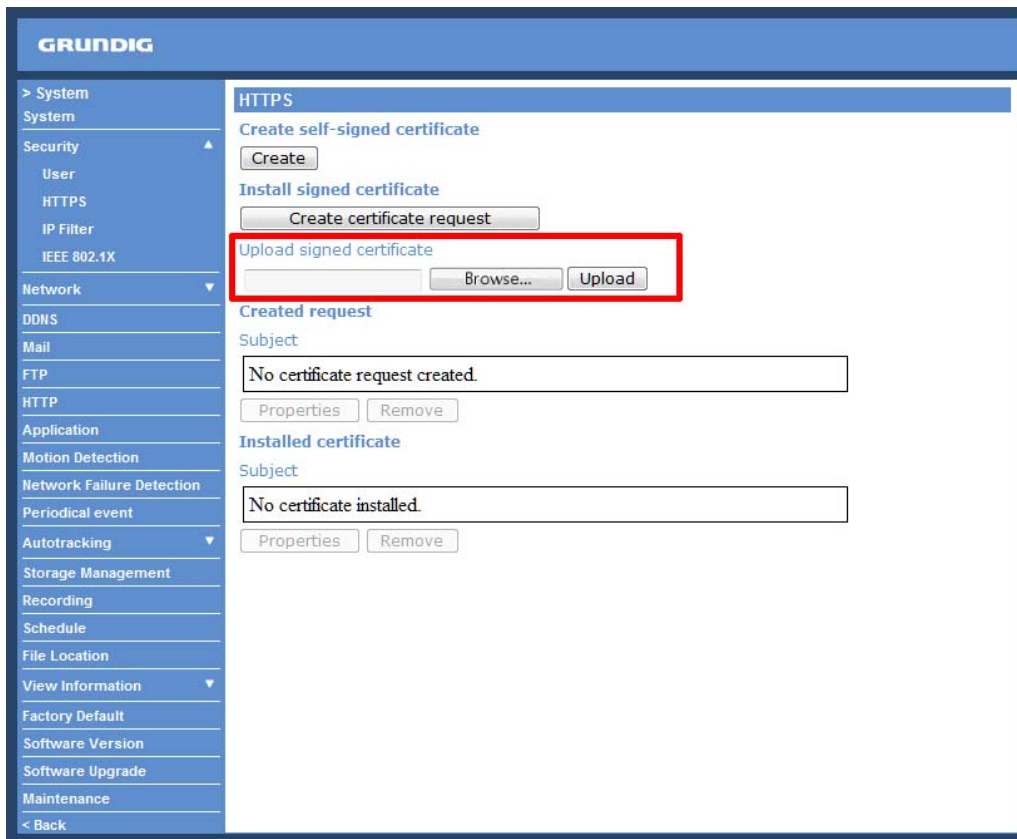 GRUNDIG
> System
System
Security
User
HTTPS
IP Filter
IEEE 802.1X
Network
DDNS
Mail
FTP
HTTP
Application
Motion Detection
Network Failure Detection
Periodical event
Autotracking
Storage Management
Recording
Schedule
File Location
View Information
Factory Default
Software Version
Software Upgrade
Maintenance
< Back
HTTPS
Create self-signed certificate
Create
Install signed certificate
Create certificate request
Upload signed certificate
Browse... Upload
Created request
Subject
No certificate request created.
Properties Remove
Installed certificate
Subject
No certificate installed.
Properties Remove